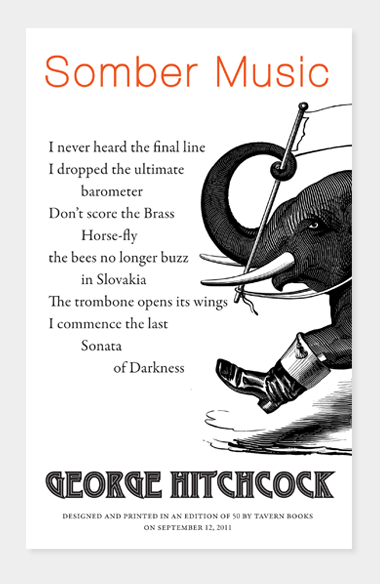 Somber Music
I never heard the final line
I dropped the ultimate
barometer
Don't score the Brass
Horse-fly
the bees no longer buzz
in Slovakia
The trombone opens its wings
I commence the last
Sonata
of Darkness
GEORGE HITCHCOCK
DESIGNED AND PRINTED IN AN EDITION OF 50 BY TAVERN BOOKS
ON SEPTEMBER 12, 2011